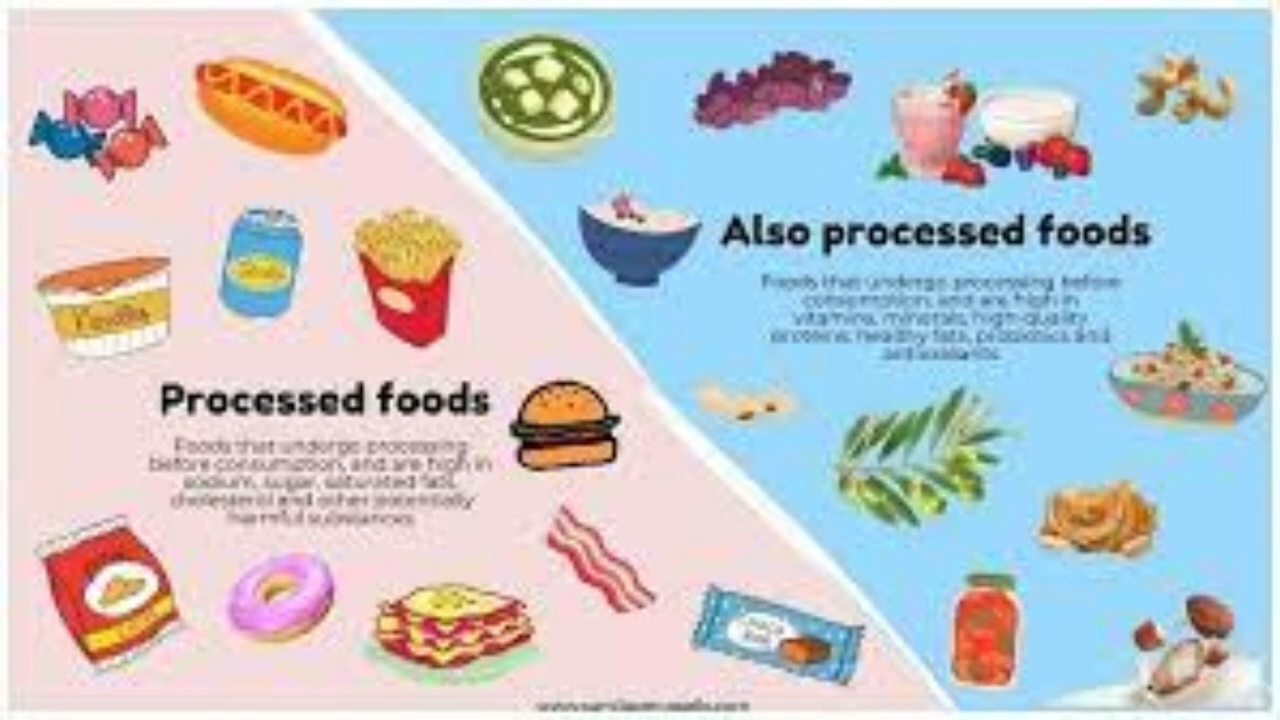 Also processed foods
Foods that undergo processing before
consumption, and are high in
vitamins, minerals, high quality
proteins, healthy fats, probiotics and
antioxidants
Processed foods
Foods that undergo processing
before consumption, and are high in
sodium, sugar, saturated fats,
cholesterol and other potentially
harmful substances